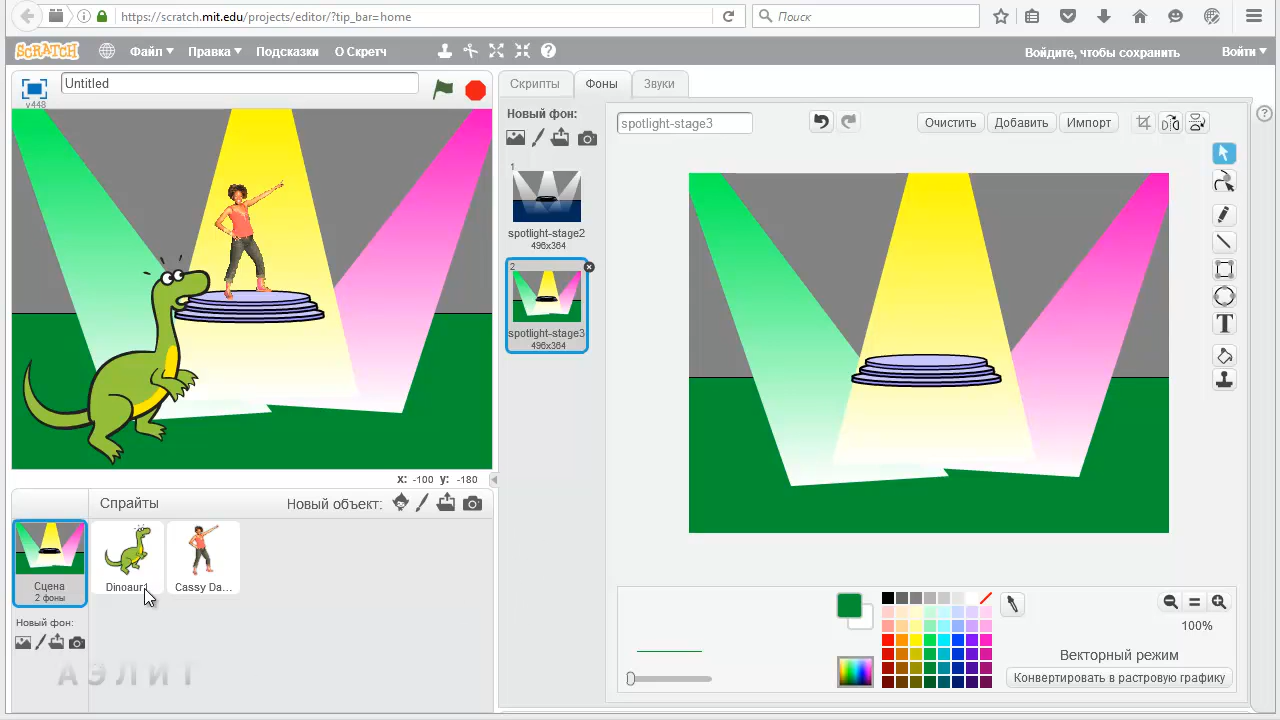 https://scratch.mit.edu/projects/editor/?tip_bar=home
Поиск
SCRATCH
Файл
Правка
Подсказки
О Скретч
Войдите, чтобы сохранить
Войти
v448
Untitled
Скрипты
Фоны
Звуки
Новый фон:
spotlight-stage3
Очистить
Добавить
Импорт
1
spotlight-stage2
496x364
2
spotlight-stage3
496x364
T
x: -100 y: -180
Спрайты
Новый объект:
Сцена
2 фоны
Dinoaur1
Cassy Da...
Новый фон:
АЭЛИ
100%
Векторный режим
Конвертировать в растровую графику